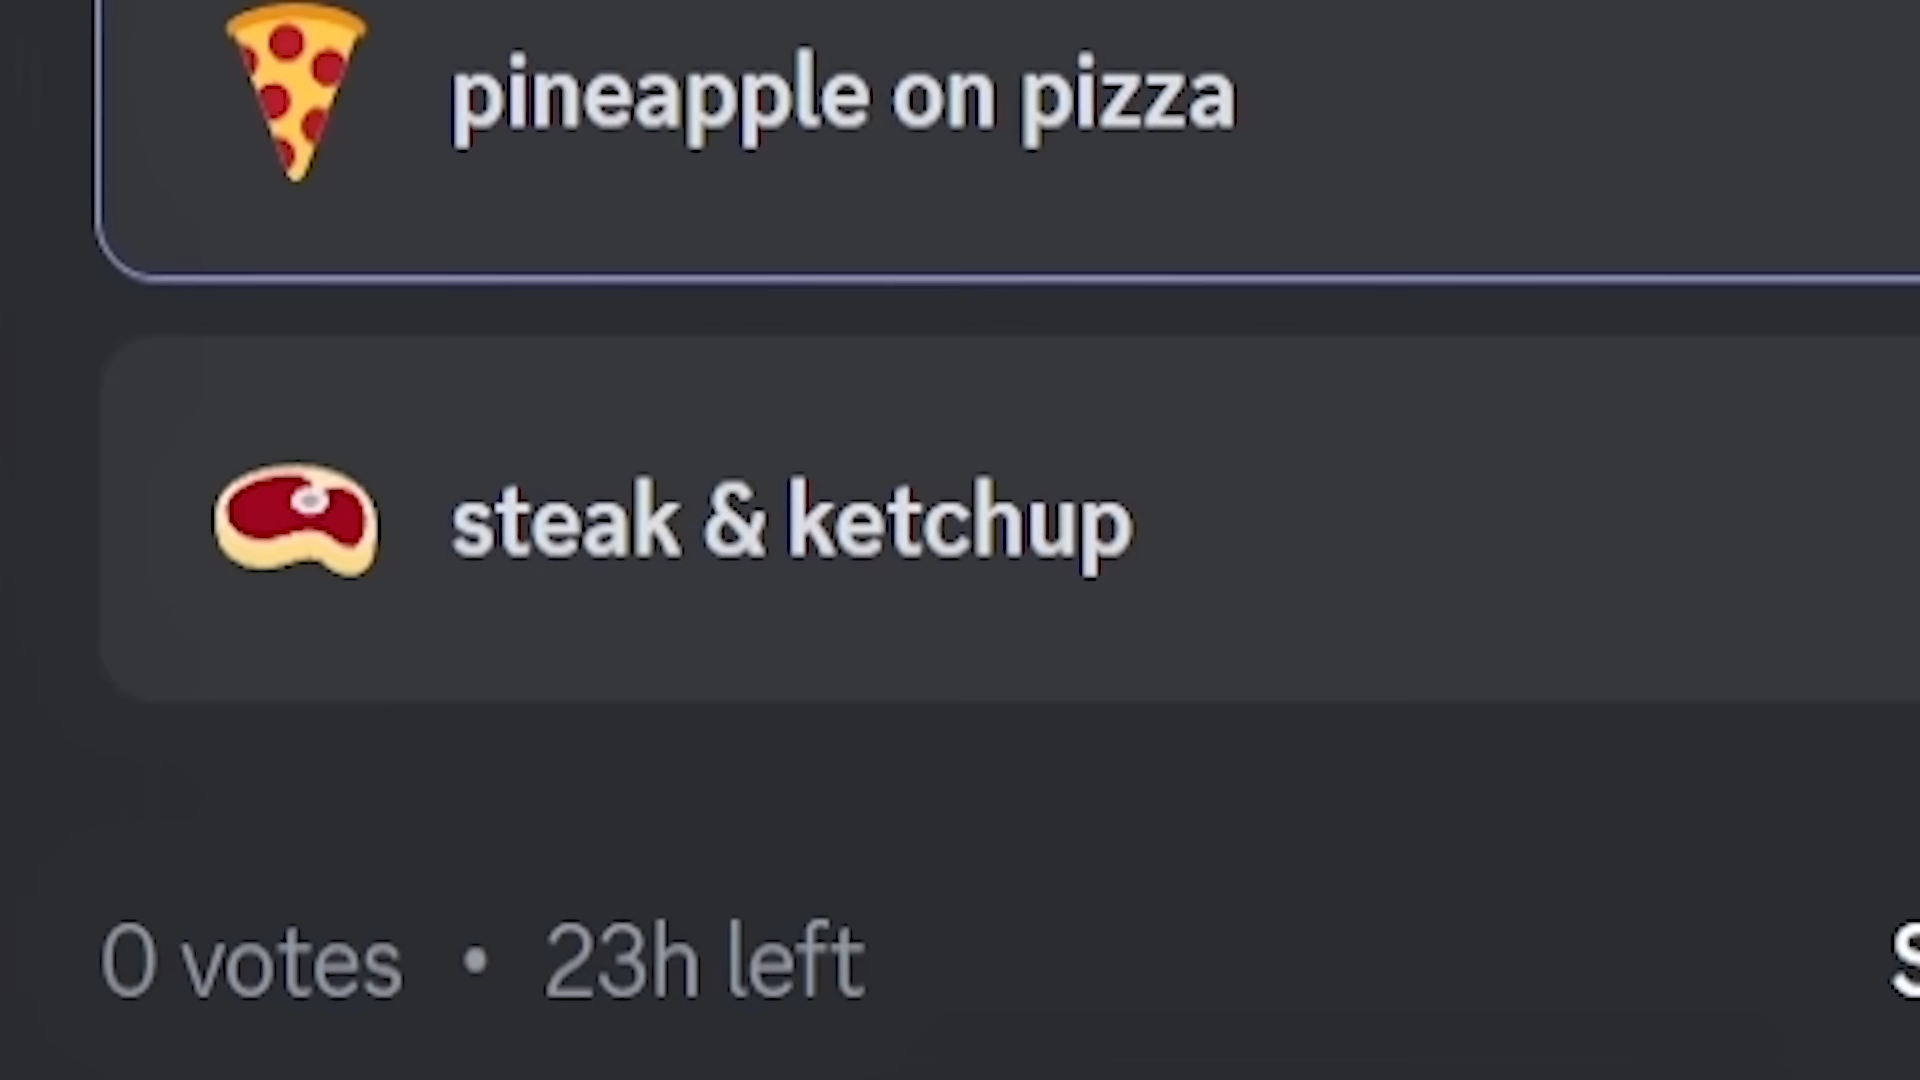 pineapple on pizza
steak & ketchup
0 votes • 23h left